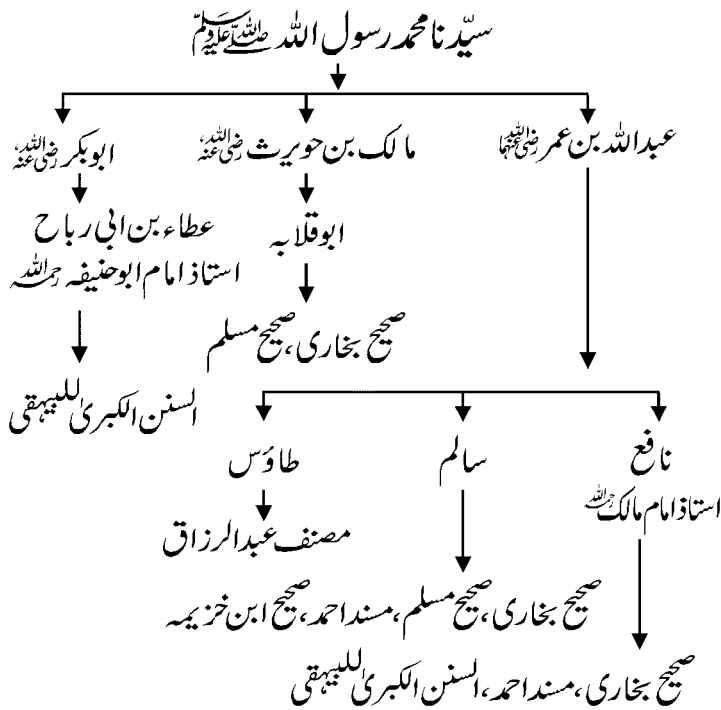 سیّدنا محمد رسول اللہ صلی اللہ علیہ وسلم
عبداللہ بن عمر رضی اللہ عنہما
مالک بن حویرث رضی اللہ عنہ
ابوبکر رضی اللہ عنہ
ابوقلابہ
عطاء بن ابی رباح
استاذ امام ابوحنیفہ رحمہ اللہ
صحیح بخاری، صحیح مسلم
السنن الکبریٰ للبیہقی
نافع
سالم
طاؤس
استاذ امام مالک رحمہ اللہ
مصنف عبدالرزاق
صحیح بخاری، صحیح مسلم، مسند احمد، صحیح ابن خزیمہ
صحیح بخاری، مسند احمد، السنن الکبریٰ للبیہقی